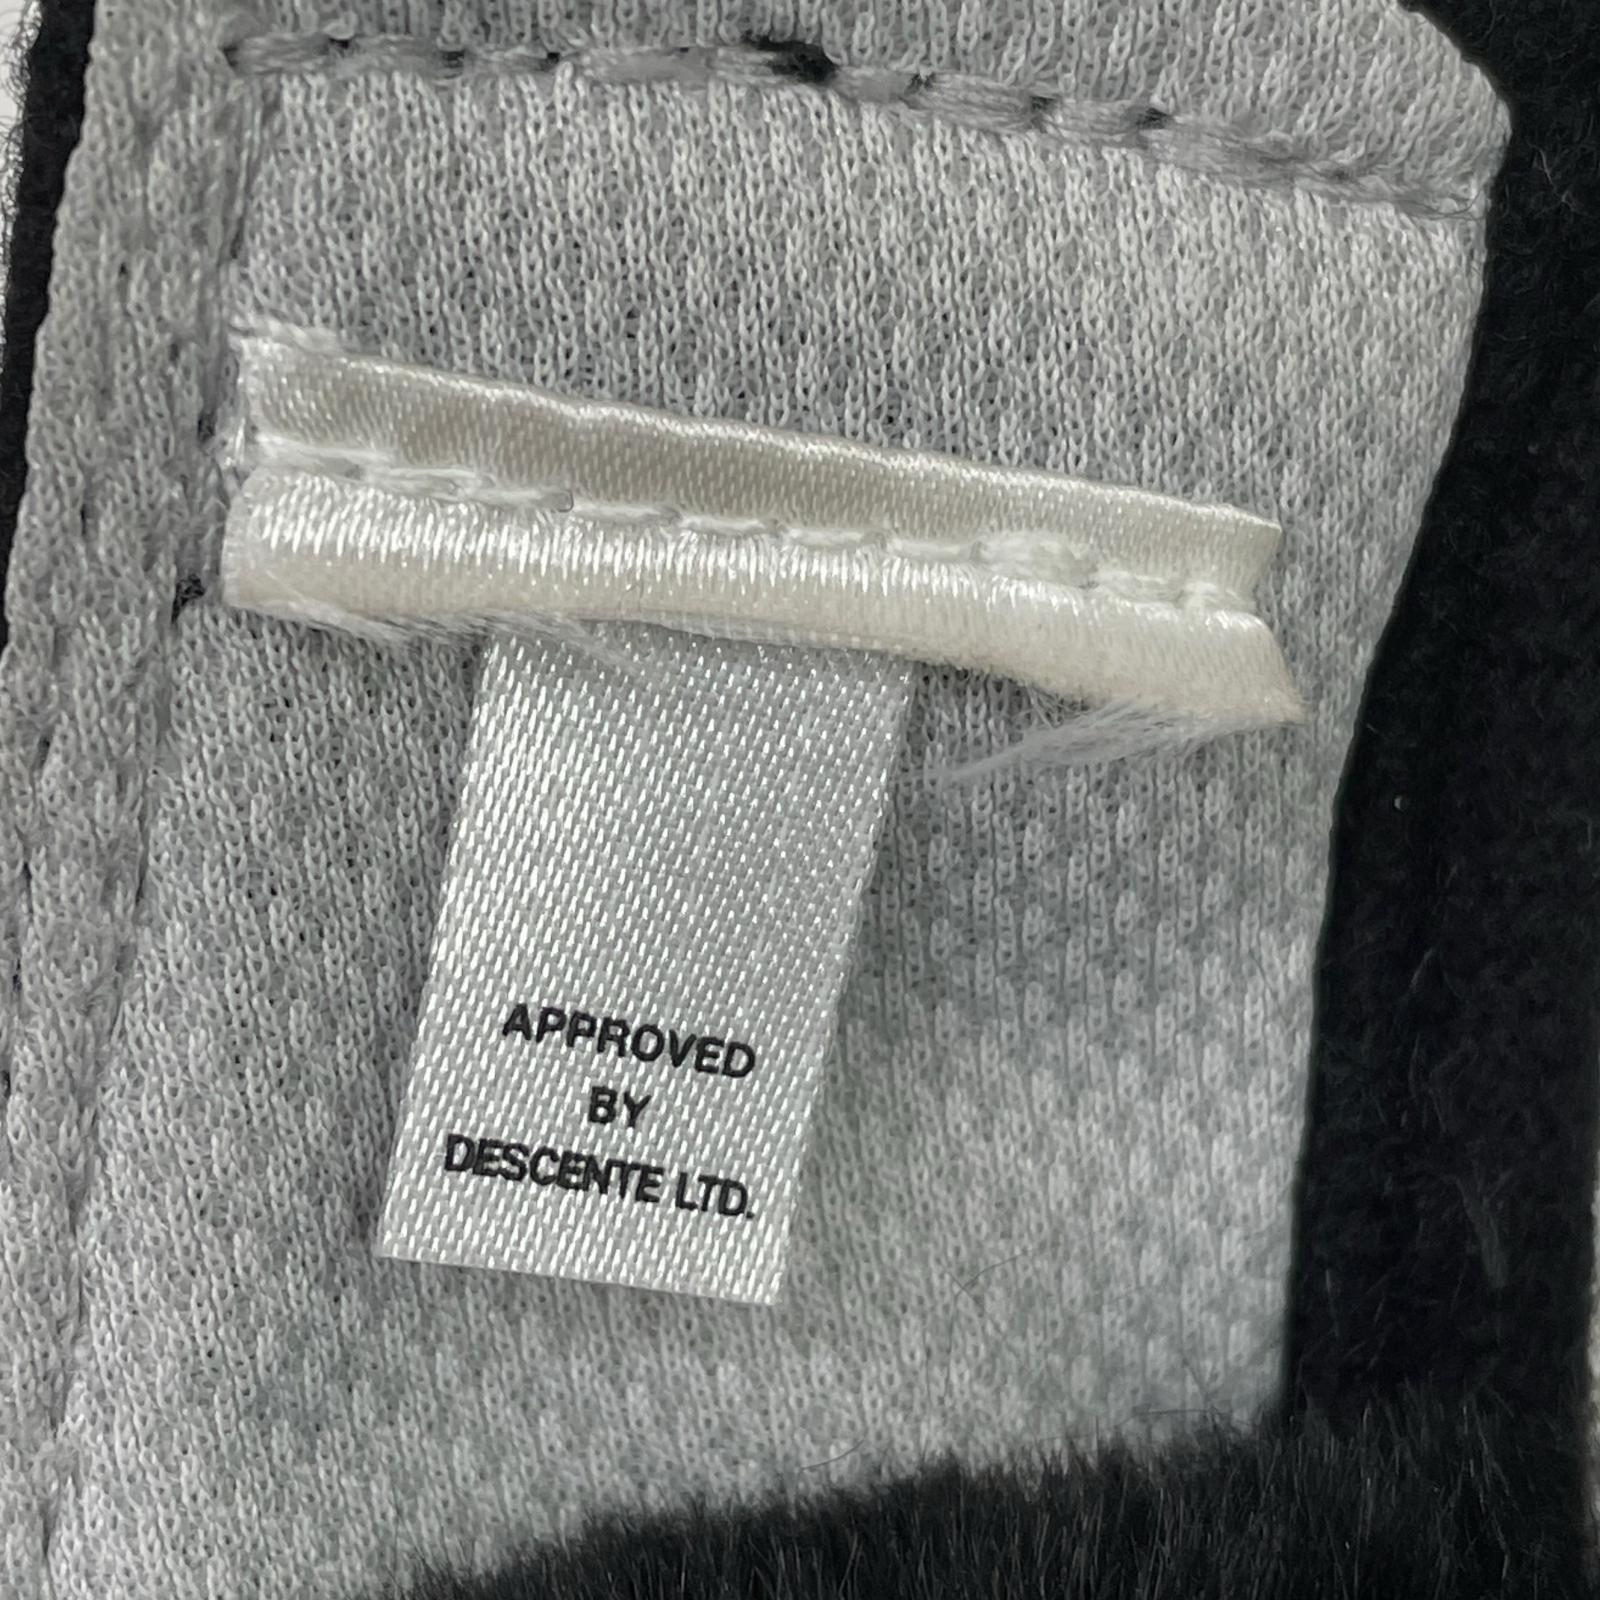 APPROVED
BY
DESCENTE LTD.